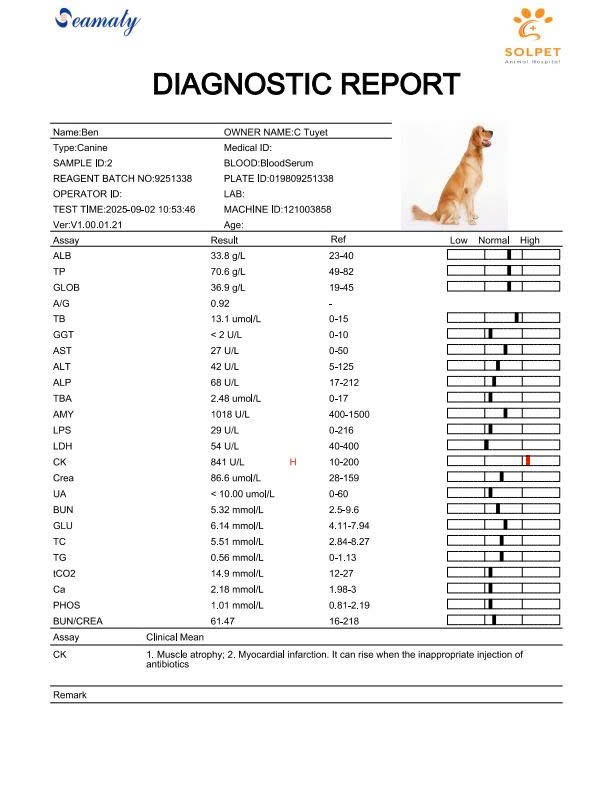 Seamaty
SOLPET
Animal Hospital
DIAGNOSTIC REPORT
Name:Ben OWNER NAME:C Tuyet
Type:Canine Medical ID:
SAMPLE ID:2 BLOOD:BloodSerum
REAGENT BATCH NO:9251338 PLATE ID:019809251338
OPERATOR ID: LAB:
TEST TIME:2025-09-02 10:53:46 MACHINE ID:121003858
Ver:V1.00.01.21 Age:
Assay Result Ref Low Normal High
ALB 33.8 g/L 23-40
TP 70.6 g/L 49-82
GLOB 36.9 g/L 19-45
A/G 0.92 -
TB 13.1 umol/L 0-15
GGT < 2 U/L 0-10
AST 27 U/L 0-50
ALT 42 U/L 5-125
ALP 68 U/L 17-212
TBA 2.48 umol/L 0-17
AMY 1018 U/L 400-1500
LPS 29 U/L 0-216
LDH 54 U/L 40-400
CK 841 U/L H 10-200
Crea 86.6 umol/L 28-159
UA < 10.00 umol/L 0-60
BUN 5.32 mmol/L 2.5-9.6
GLU 6.14 mmol/L 4.11-7.94
TC 5.51 mmol/L 2.84-8.27
TG 0.56 mmol/L 0-1.13
tCO2 14.9 mmol/L 12-27
Ca 2.18 mmol/L 1.98-3
PHOS 1.01 mmol/L 0.81-2.19
BUN/CREA 61.47 16-218
Assay Clinical Mean
CK 1. Muscle atrophy; 2. Myocardial infarction. It can rise when the inappropriate injection of
antibiotics
Remark